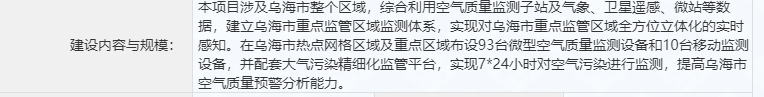 本项目涉及乌海市整个区域，综合利用空气质量监测子站及气象、卫星遥感、微站等数
据，建立乌海市重点监管区域监测体系，实现对乌海市重点监管区域全方位立体化的实时
建设内容与规模：
感知。在乌海市热点网格区域及重点区域布设93台微型空气质量监测设备和10台移动监测
设备，并配套大气污染精细化监管平台，实现7*24小时对空气污染进行监测，提高乌海市
空气质量预警分析能力。